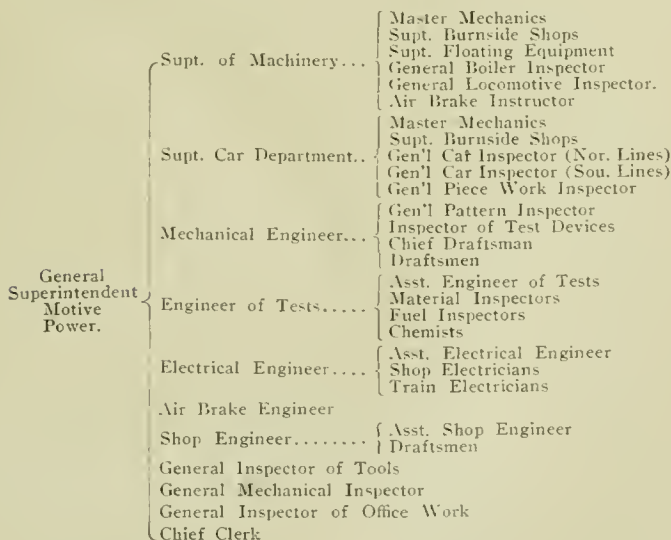 General
Superintendent
Motive
Power.
Supt. of Machinery...
Master Mechanics
Supt. Burnside Shops
Supt. Floating Equipment
General Boiler Inspector
General Locomotive Inspector.
Air Brake Instructor
Supt. Car Department..
Master Mechanics
Supt. Burnside Shops
Gen'l Car Inspector (Nor. Lines)
Gen'l Car Inspector (Sou. Lines)
Gen'l Piece Work Inspector
Mechanical Engineer...
Gen'l Pattern Inspector
Inspector of Test Devices
Chief Draftsman
Draftsmen
Engineer of Tests.....
Asst. Engineer of Tests
Material Inspectors
Fuel Inspectors
Chemists
Electrical Engineer....
Asst. Electrical Engineer
Shop Electricians
Train Electricians
Air Brake Engineer
Shop Engineer........
Asst. Shop Engineer
Draftsmen
General Inspector of Tools
General Mechanical Inspector
General Inspector of Office Work
Chief Clerk